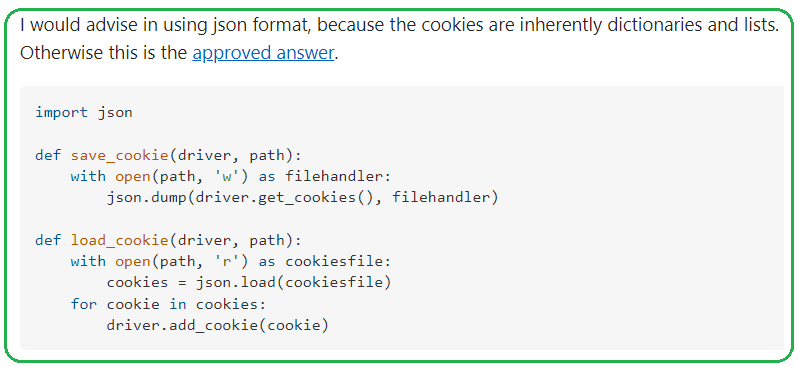 I would advise in using json format, because the cookies are inherently dictionaries and lists.
Otherwise this is the approved answer.
import json
def save_cookie(driver, path):
    with open(path, 'w') as filehandler:
        json.dump(driver.get_cookies(), filehandler)
def load_cookie(driver, path):
    with open(path, 'r') as cookiesfile:
        cookies = json.load(cookiesfile)
    for cookie in cookies:
        driver.add_cookie(cookie)